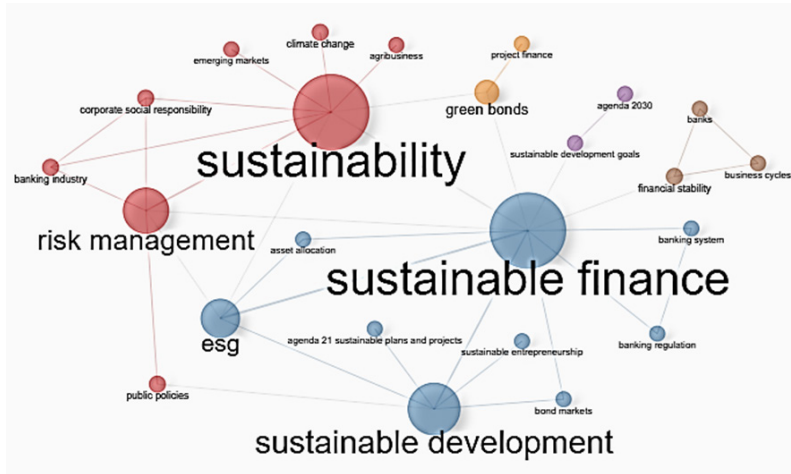 climate change
project finance
emerging markets
agribusiness
agenda 2030
corporate social responsibility
green bonds
banks
sustainability
sustainable development goals
banking industry
business cycles
financial stability
risk management
banking system
asset allocation
sustainable finance
esg
agenda 21 sustainable plans and projects
banking regulation
sustainable entrepreneurship
public policies
bond markets
sustainable development